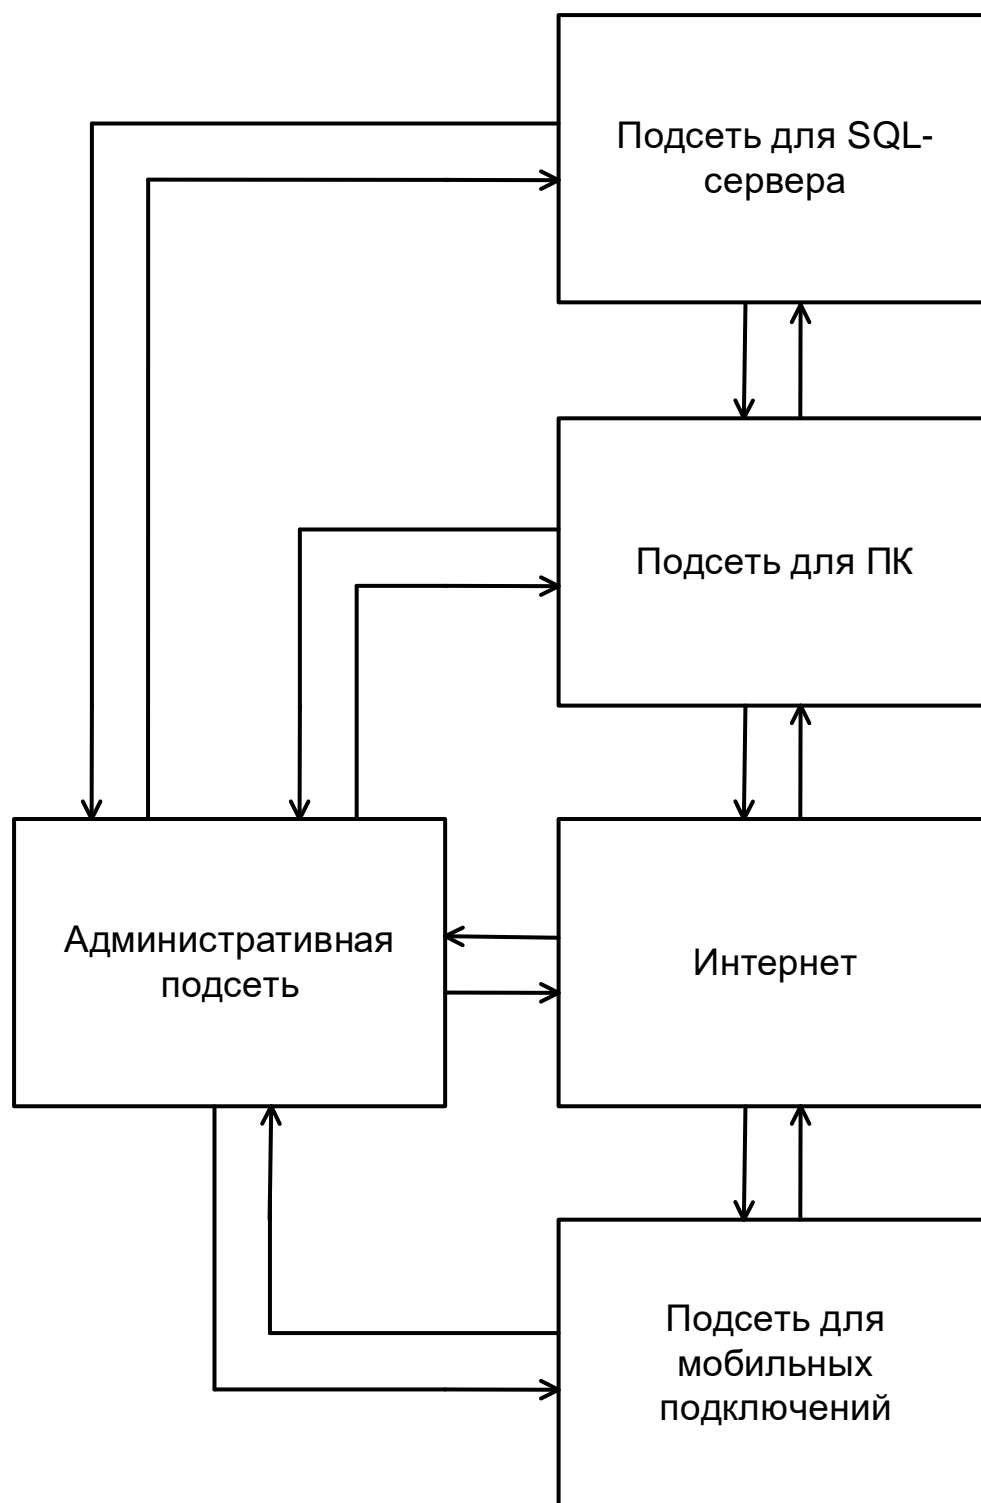 Подсеть для SQL-
сервера
Подсеть для ПК
Административная
подсеть
Интернет
Подсеть для
мобильных
подключений